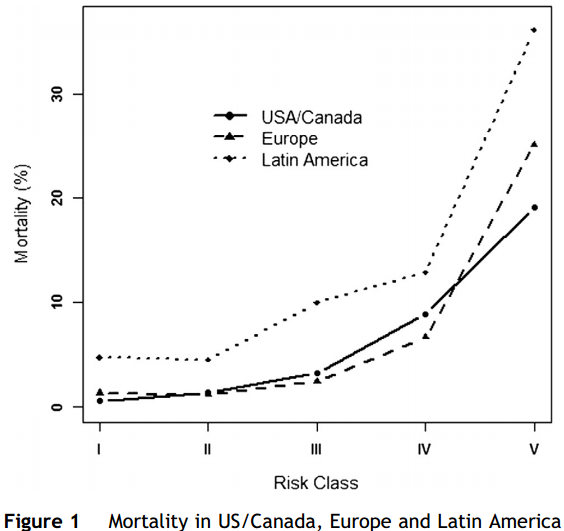 30
20
10
0
Mortality (%)
USA/Canada
Europe
Latin America
I II III IV V
Risk Class
Figure 1 Mortality in US/Canada, Europe and Latin America